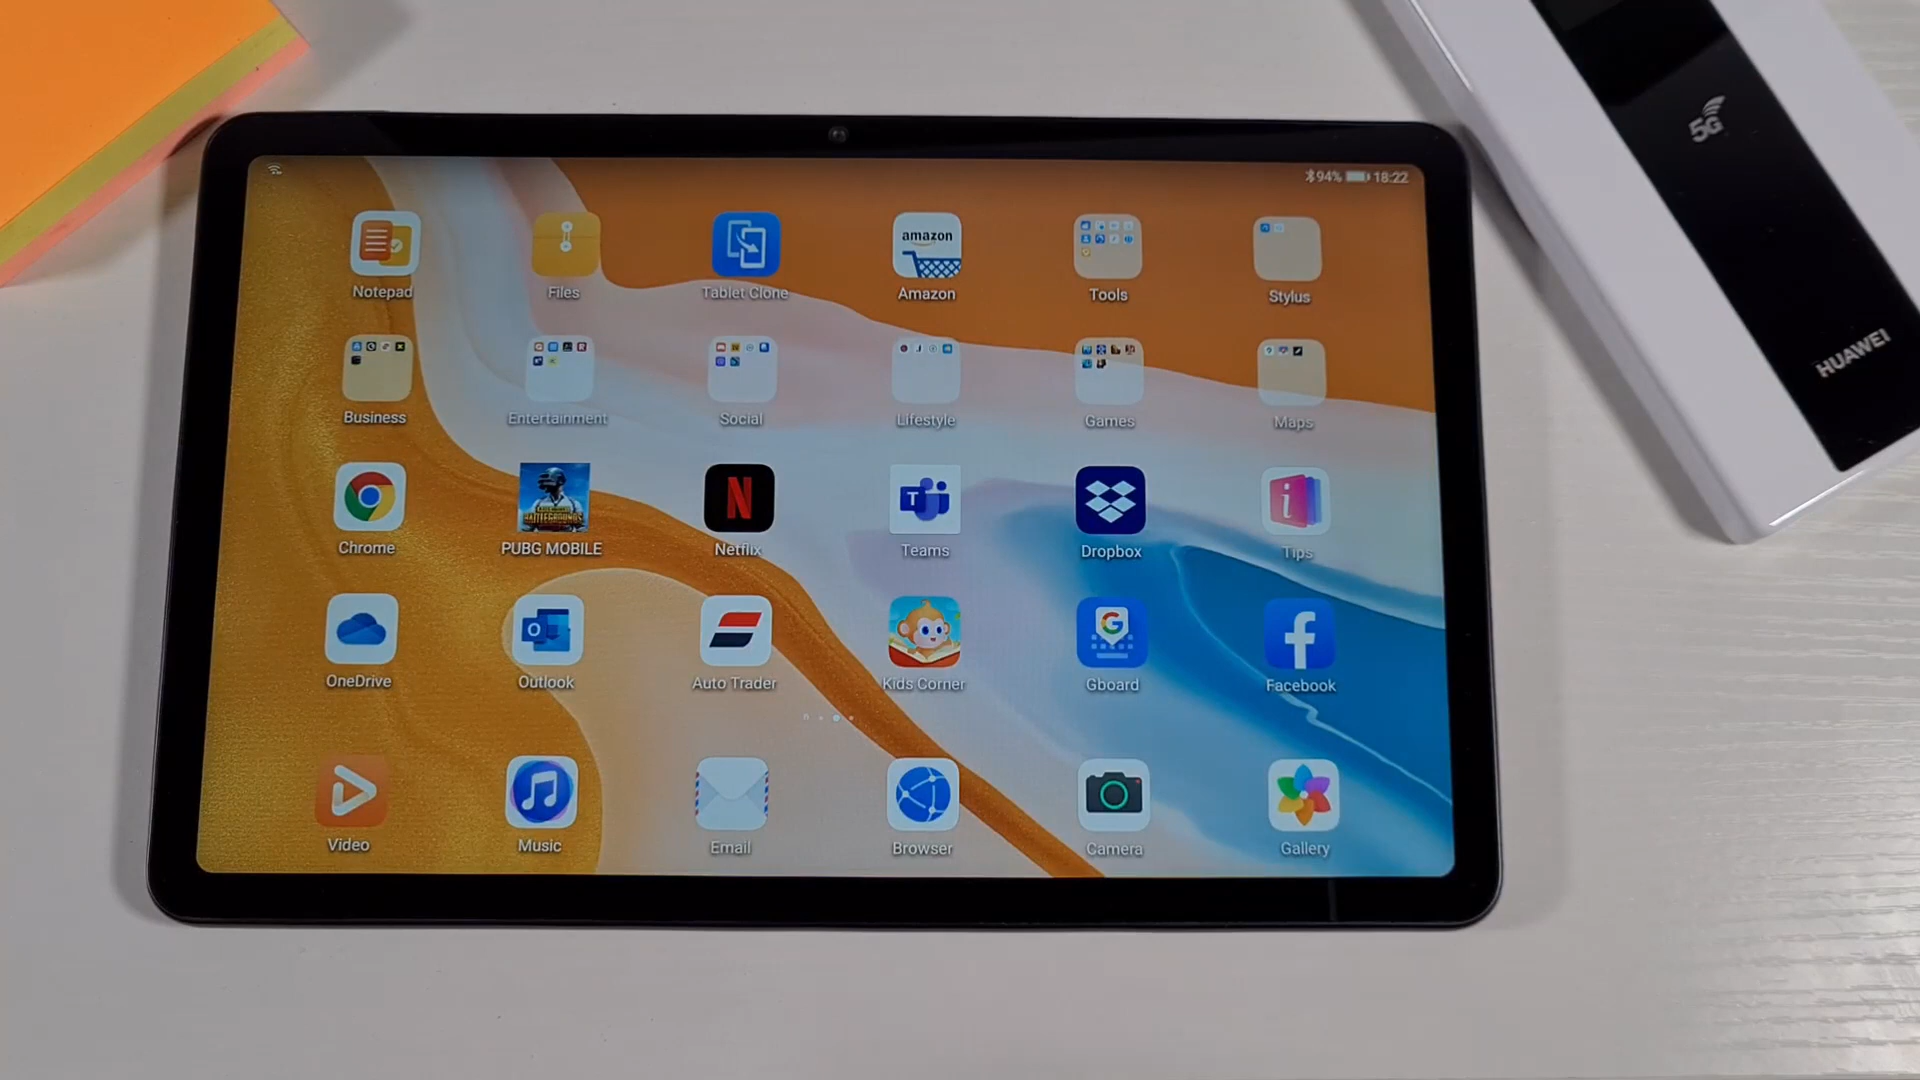 5G
HUAWEI
94% 18:22
amazon
Notepad Files Tablet Clone Amazon Tools Stylus
Business Entertainment Social Lifestyle Games Maps
BATTLEGROUNDS
N T i
Chrome PUBG MOBILE Netflix Teams Dropbox Tips
O G f
OneDrive Outlook Auto Trader Kids Corner Gboard Facebook
Video Music Email Browser Camera Gallery